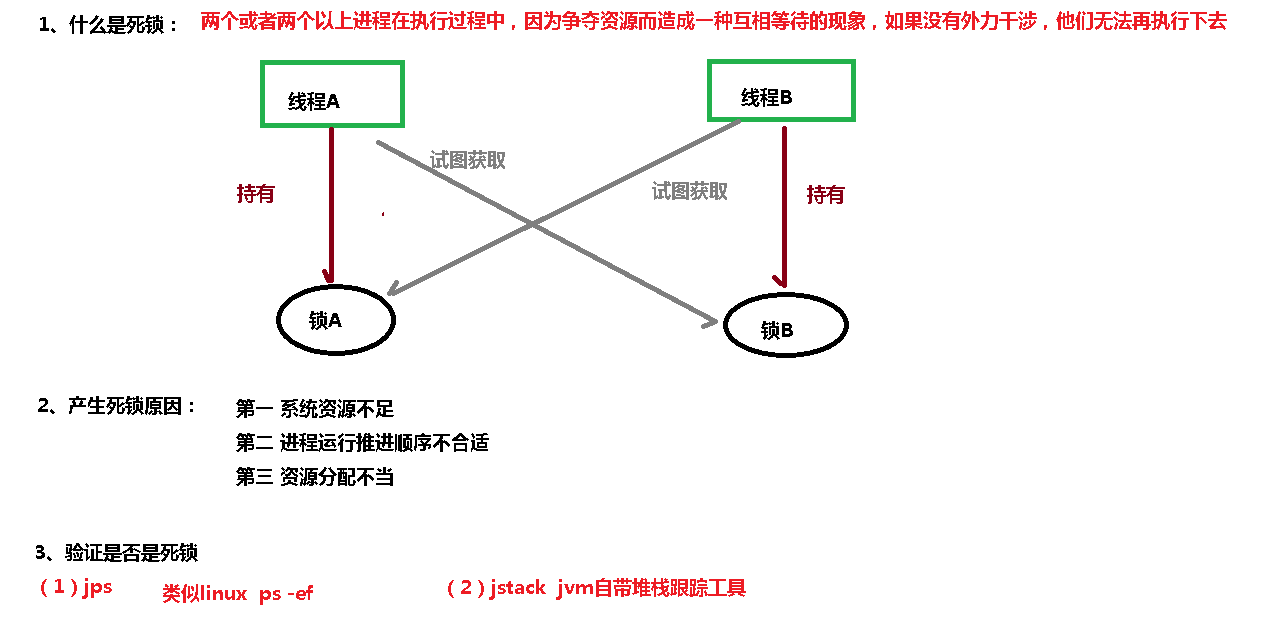 1、什么是死锁： 两个或者两个以上进程在执行过程中，因为争夺资源而造成一种互相等待的现象，如果没有外力干涉，他们无法再执行下去
线程A
线程B
试图获取
试图获取
持有
持有
锁A
锁B
2、产生死锁原因： 第一 系统资源不足
第二 进程运行推进顺序不合适
第三 资源分配不当
3、验证是否是死锁
（1）jps 类似linux ps -ef （2）jstack jvm自带堆栈跟踪工具